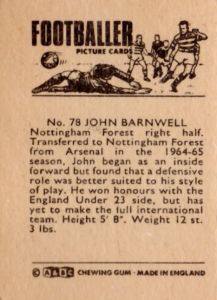 FOOTBALLER
PICTURE CARDS
No. 78 JOHN BARNWELL
Nottingham Forest right half.
Transferred to Nottingham Forest
from Arsenal in the 1964-65
season, John began as an inside
forward but found that a defensive
role was better suited to his style
of play. He won honours with the
England Under 23 side, but has
yet to make the full international
team. Height 5' 8". Weight 12 st.
3 lbs.
© A&BC CHEWING GUM · MADE IN ENGLAND